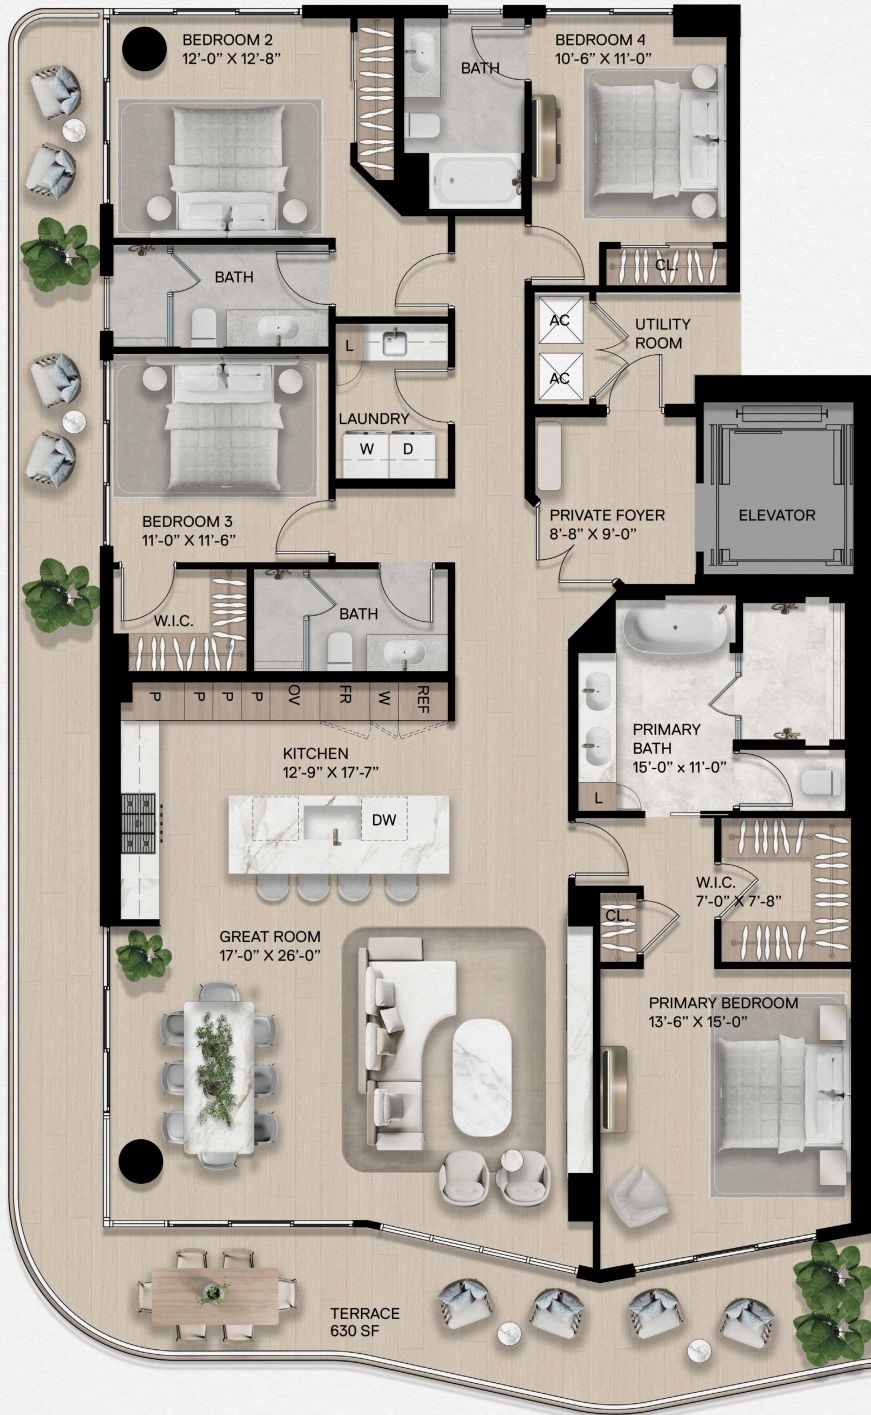 BEDROOM 2
12’-0” X 12’-8”
BATH
BEDROOM 4
10’-6” X 11’-0”
CL.
BATH
AC
AC
UTILITY
ROOM
L
LAUNDRY
W
D
BEDROOM 3
11’-0” X 11’-6”
PRIVATE FOYER
8’-8” X 9’-0”
ELEVATOR
W.I.C.
BATH
P
P
P
P
OV
FR
W
REF
KITCHEN
12’-9” X 17’-7”
DW
PRIMARY
BATH
15’-0” x 11’-0”
L
W.I.C.
7’-0” X 7’-8”
CL.
GREAT ROOM
17’-0” X 26’-0”
PRIMARY BEDROOM
13’-6” X 15’-0”
TERRACE
630 SF